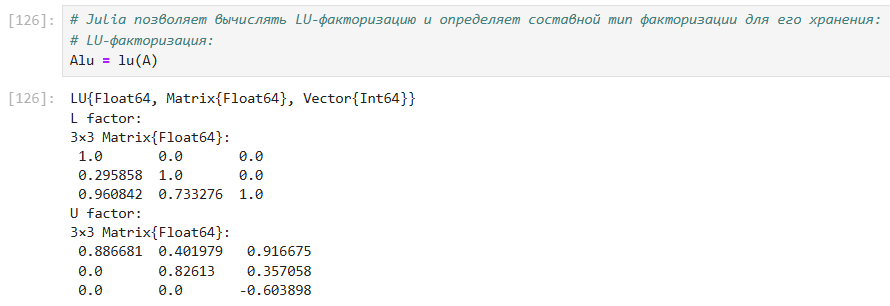 [126]: # Julia позволяет вычислять LU-факторизацию и определяет составной тип факторизации для его хранения:
# LU-факторизация:
Alu = lu(A)
[126]: LU{Float64, Matrix{Float64}, Vector{Int64}}
L factor:
3×3 Matrix{Float64}:
 1.0       0.0       0.0
 0.295858  1.0       0.0
 0.960842  0.733276  1.0
U factor:
3×3 Matrix{Float64}:
 0.886681  0.401979   0.916675
 0.0       0.82613    0.357058
 0.0       0.0       -0.603898